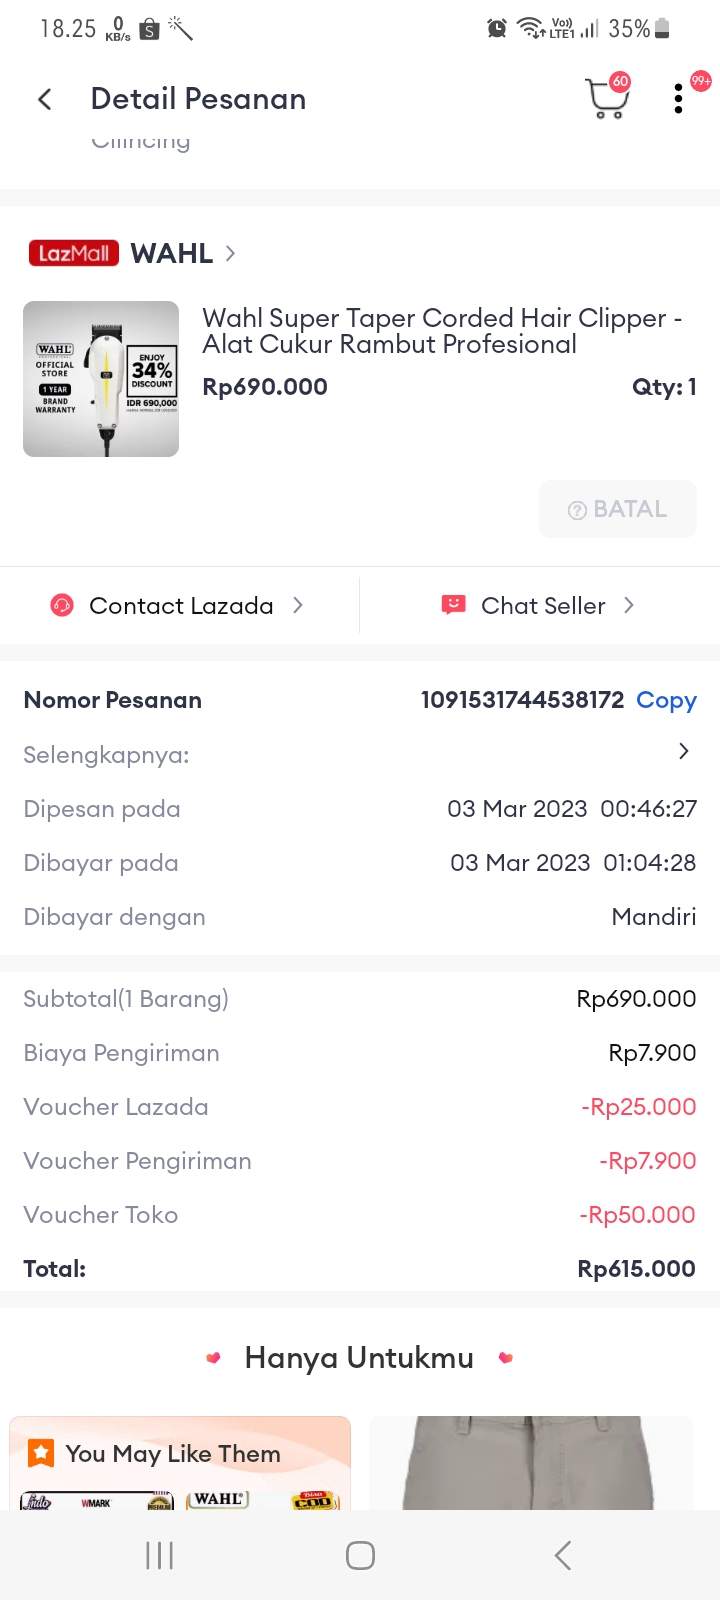 18.25 0 KB/s S Vo) LTE1 35%
Detail Pesanan 60 99+
Cilincing
LazMall WAHL
Wahl Super Taper Corded Hair Clipper -
Alat Cukur Rambut Profesional
Rp690.000 Qty: 1
WAHL
PROFESSIONAL
OFFICIAL
STORE
1 YEAR
BRAND
WARRANTY
ENJOY
34%
DISCOUNT
IDR 690,000
? BATAL
Contact Lazada
Chat Seller
Nomor Pesanan 1091531744538172 Copy
Selengkapnya:
Dipesan pada 03 Mar 2023 00:46:27
Dibayar pada 03 Mar 2023 01:04:28
Dibayar dengan Mandiri
Subtotal(1 Barang) Rp690.000
Biaya Pengiriman Rp7.900
Voucher Lazada -Rp25.000
Voucher Pengiriman -Rp7.900
Voucher Toko -Rp50.000
Total: Rp615.000
Hanya Untukmu
You May Like Them
Indo WMARK PREMIUM WAHL Bisa COD